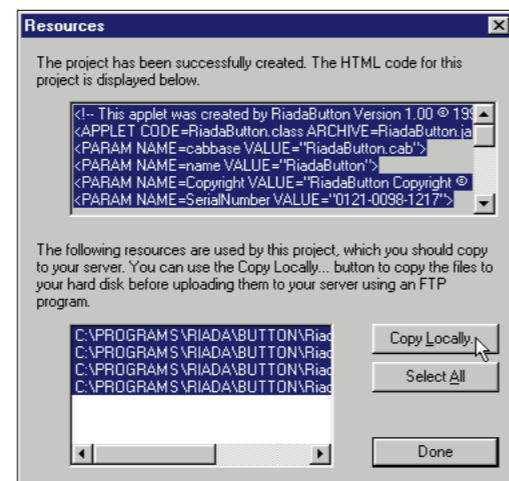 Resources
The project has been successfully created. The HTML code for this
project is displayed below.
<!-- This applet was created by RiadaButton Version 1.00 © 199
<APPLET CODE=RiadaButton.class ARCHIVE=RiadaButton.ja
<PARAM NAME=cabbase VALUE="RiadaButton.cab">
<PARAM NAME=name VALUE="RiadaButton">
<PARAM NAME=Copyright VALUE="RiadaButton Copyright ©
<PARAM NAME=SerialNumber VALUE="0121-0098-1217">
The following resources are used by this project, which you should copy
to your server. You can use the Copy Locally... button to copy the files to
your hard disk before uploading them to your server using an FTP
program.
C:\PROGRAMS\RIADA\BUTTON\Riad
C:\PROGRAMS\RIADA\BUTTON\Riad
C:\PROGRAMS\RIADA\BUTTON\Riad
C:\PROGRAMS\RIADA\BUTTON\Riad
Copy Locally...
Select All
Done